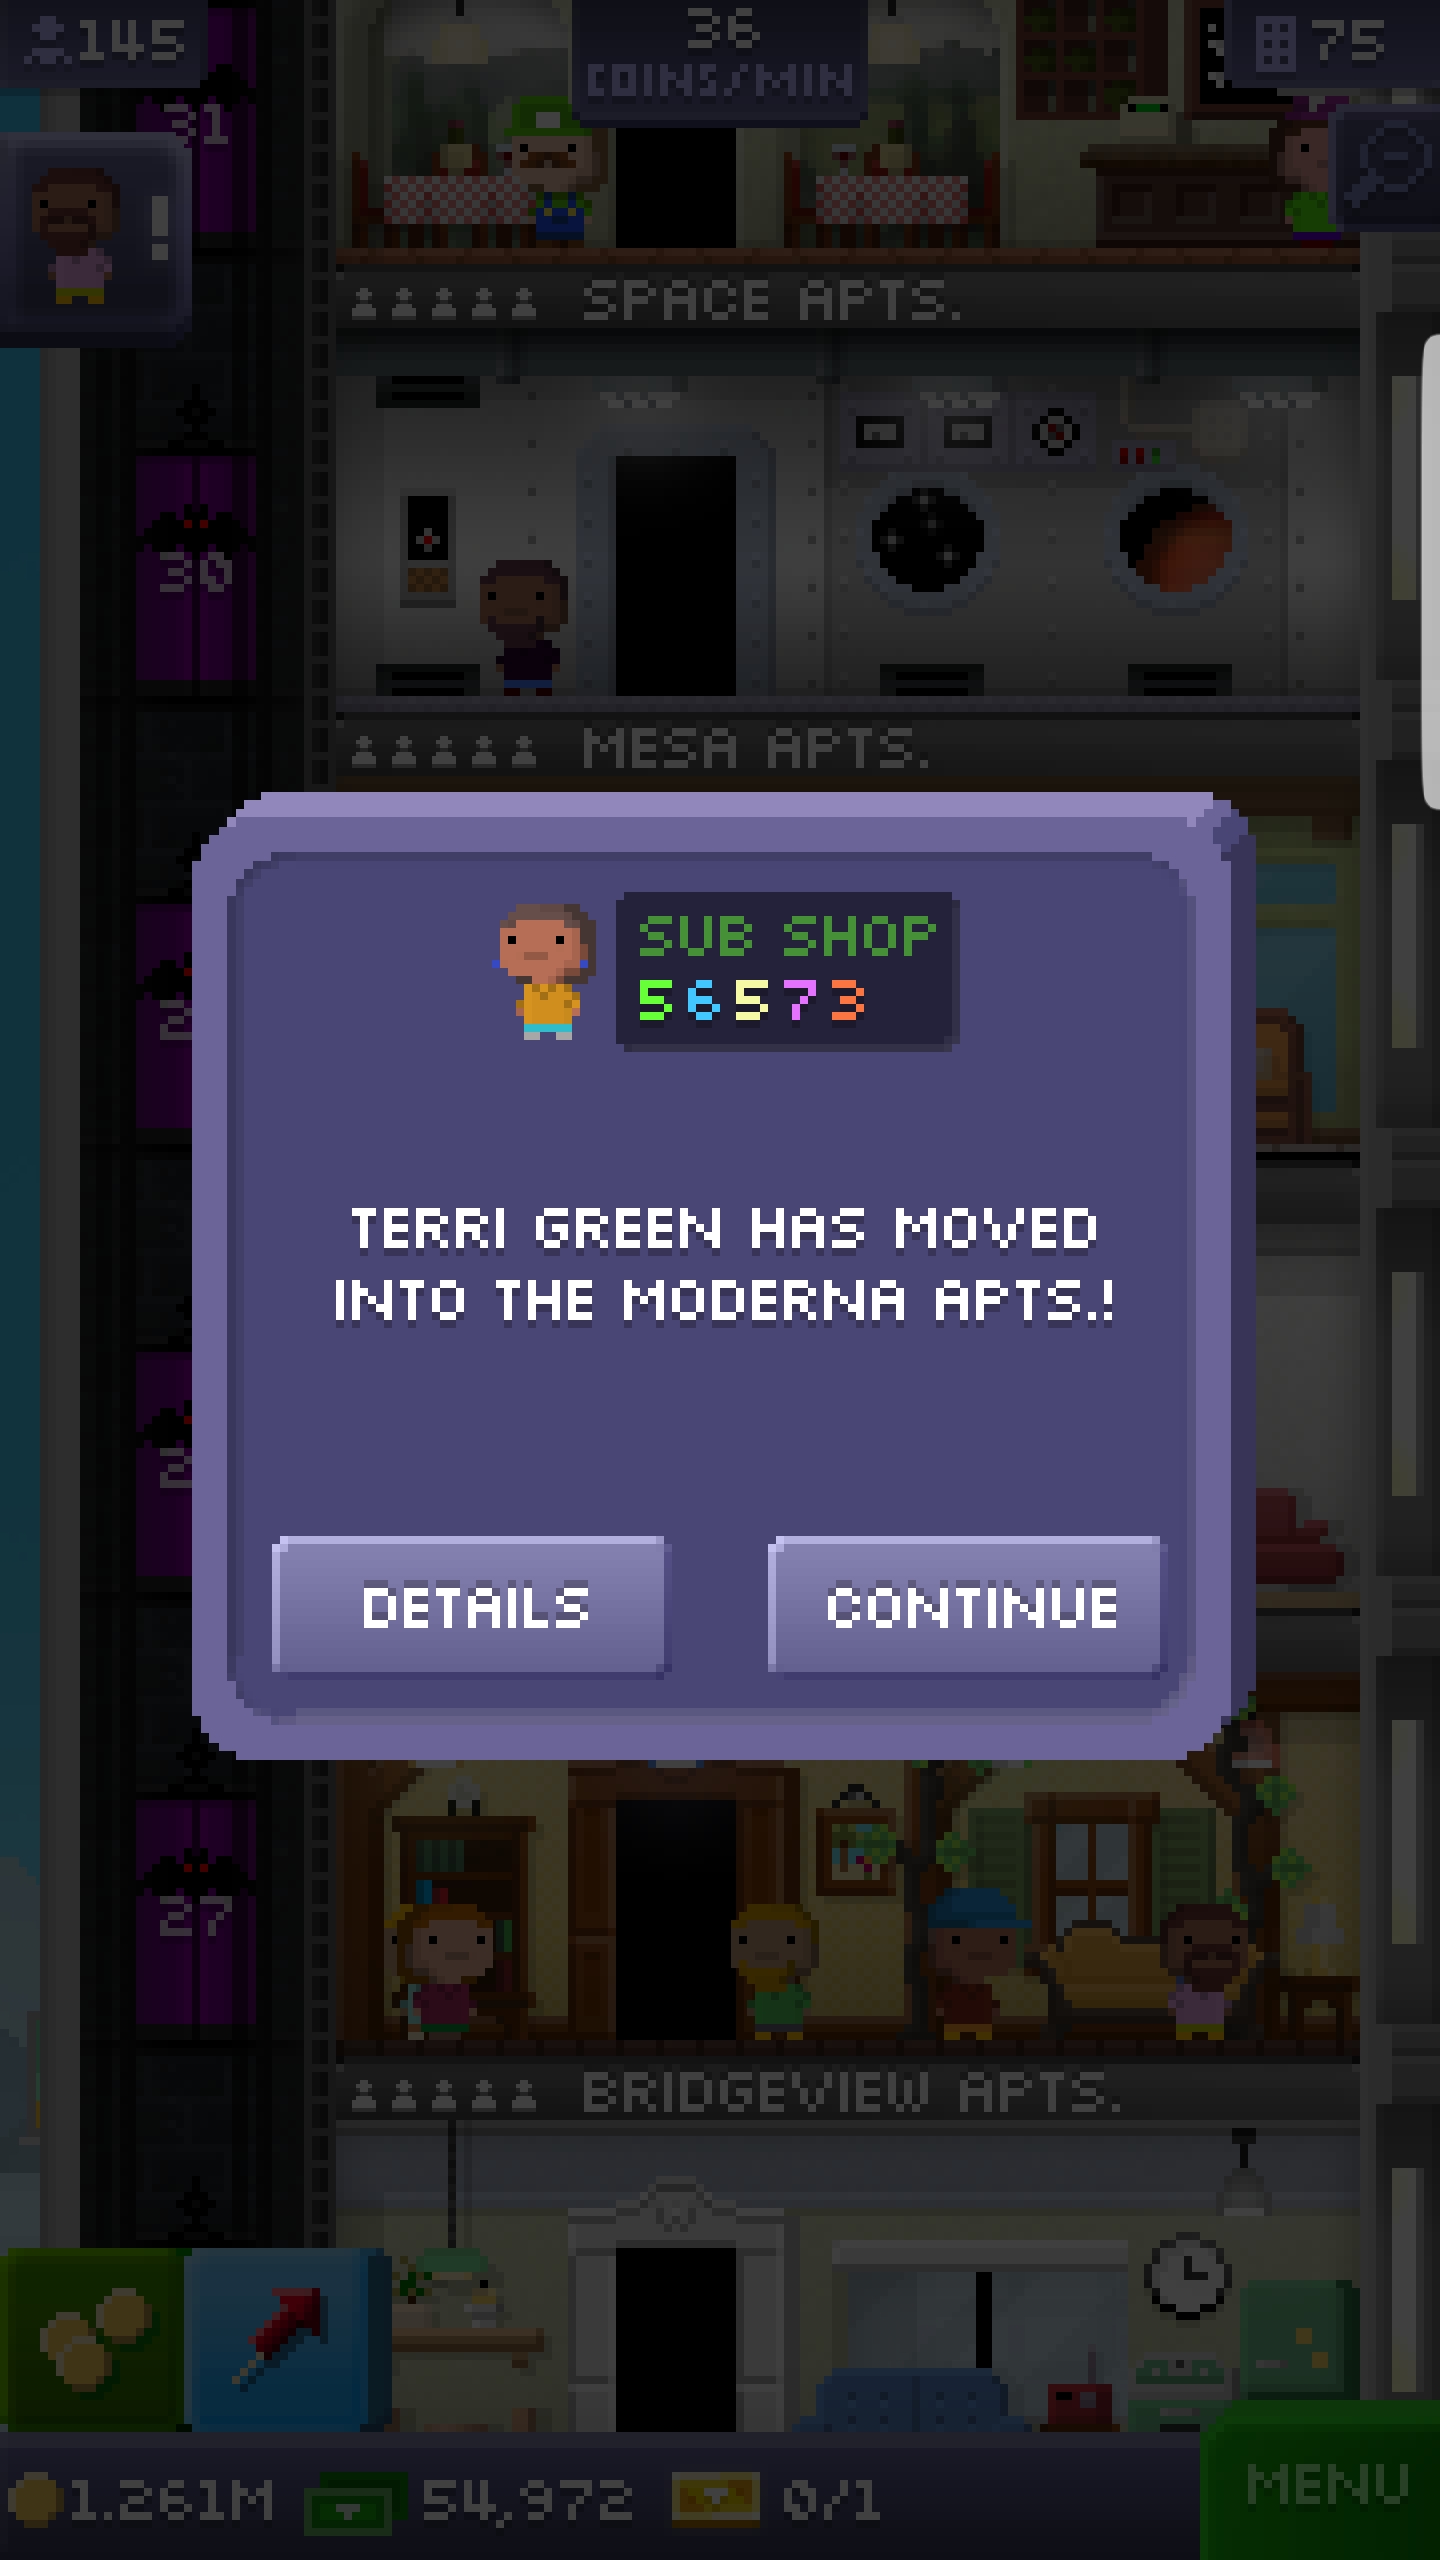 145
36
COINS/MIN
75
31
!
SPACE APTS.
30
MESA APTS.
SUB SHOP
56573
TERRI GREEN HAS MOVED
INTO THE MODERNA APTS.!
DETAILS
CONTINUE
27
BRIDGEVIEW APTS.
1.261M
54,972
0/1
MENU